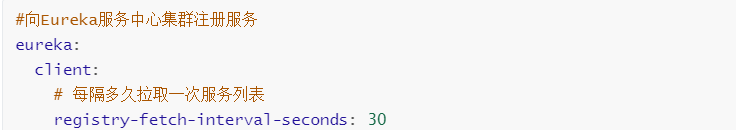 #向Eureka服务中心集群注册服务
eureka:
  client:
    # 每隔多久拉取一次服务列表
    registry-fetch-interval-seconds: 30